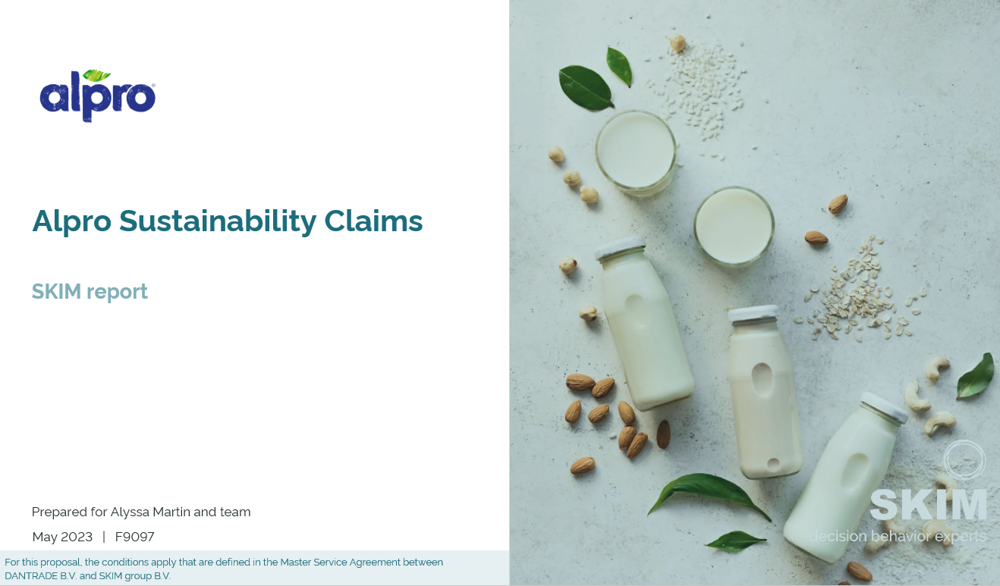 alpro
Alpro Sustainability Claims
SKIM report
Prepared for Alyssa Martin and team
May 2023 | F9097
For this proposal, the conditions apply that are defined in the Master Service Agreement between
DANTRADE B.V. and SKIM group B.V.
SKIM
decision behavior experts